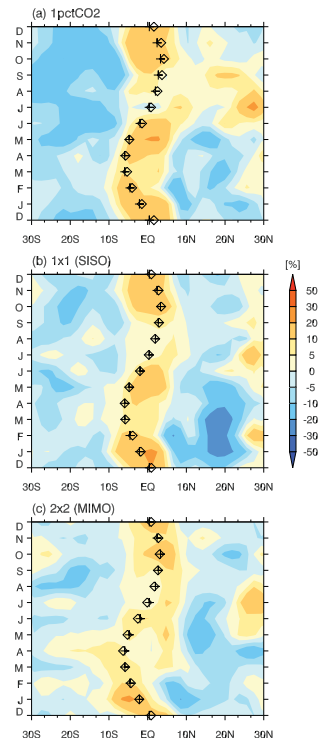 (a) 1pctCO2
D
N
O
S
A
J
J
M
A
M
F
J
D
30S 20S 10S EQ 10N 20N 30N
(b) 1x1 (SISO)
[%]
D
N
O
S
A
J
J
M
A
M
F
J
D
50
30
20
10
5
0
-5
-10
-20
-30
-50
30S 20S 10S EQ 10N 20N 30N
(c) 2x2 (MIMO)
D
N
O
S
A
J
J
M
A
M
F
J
D
30S 20S 10S EQ 10N 20N 30N